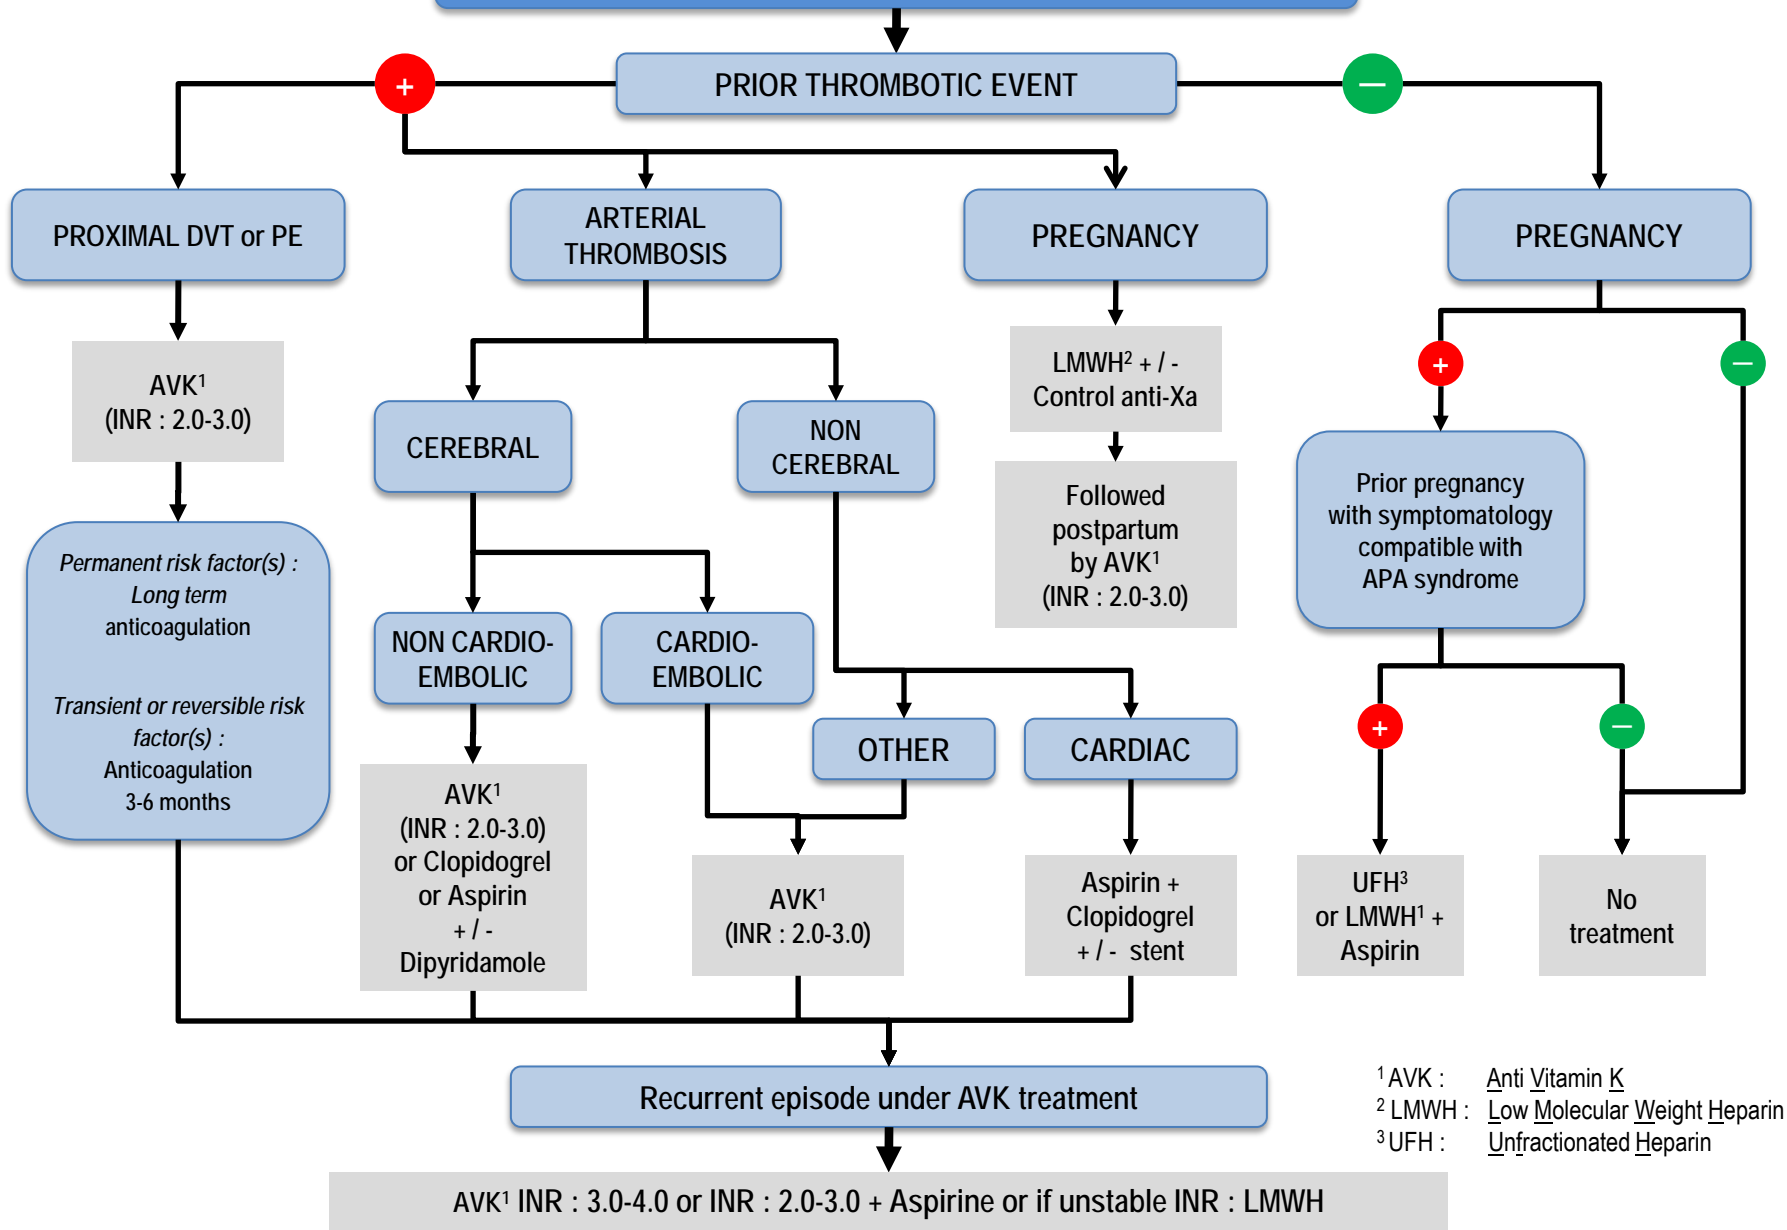 PRIOR THROMBOTIC EVENT
+
—
PROXIMAL DVT or PE
ARTERIAL
THROMBOSIS
PREGNANCY
PREGNANCY
AVK¹
(INR : 2.0-3.0)
LMWH² + / -
Control anti-Xa
+
—
CEREBRAL
NON
CEREBRAL
Followed
postpartum
by AVK¹
(INR : 2.0-3.0)
Prior pregnancy
with symptomatology
compatible with
APA syndrome
Permanent risk factor(s) :
Long term
anticoagulation
Transient or reversible risk
factor(s) :
Anticoagulation
3-6 months
NON CARDIO-
EMBOLIC
CARDIO-
EMBOLIC
OTHER
CARDIAC
+
—
AVK¹
(INR : 2.0-3.0)
or Clopidogrel
or Aspirin
+ / -
Dipyridamole
AVK¹
(INR : 2.0-3.0)
Aspirin +
Clopidogrel
+ / - stent
UFH³
or LMWH¹ +
Aspirin
No
treatment
Recurrent episode under AVK treatment
¹ AVK : Anti Vitamin K
² LMWH : Low Molecular Weight Heparin
³ UFH : Unfractionated Heparin
AVK¹ INR : 3.0-4.0 or INR : 2.0-3.0 + Aspirine or if unstable INR : LMWH